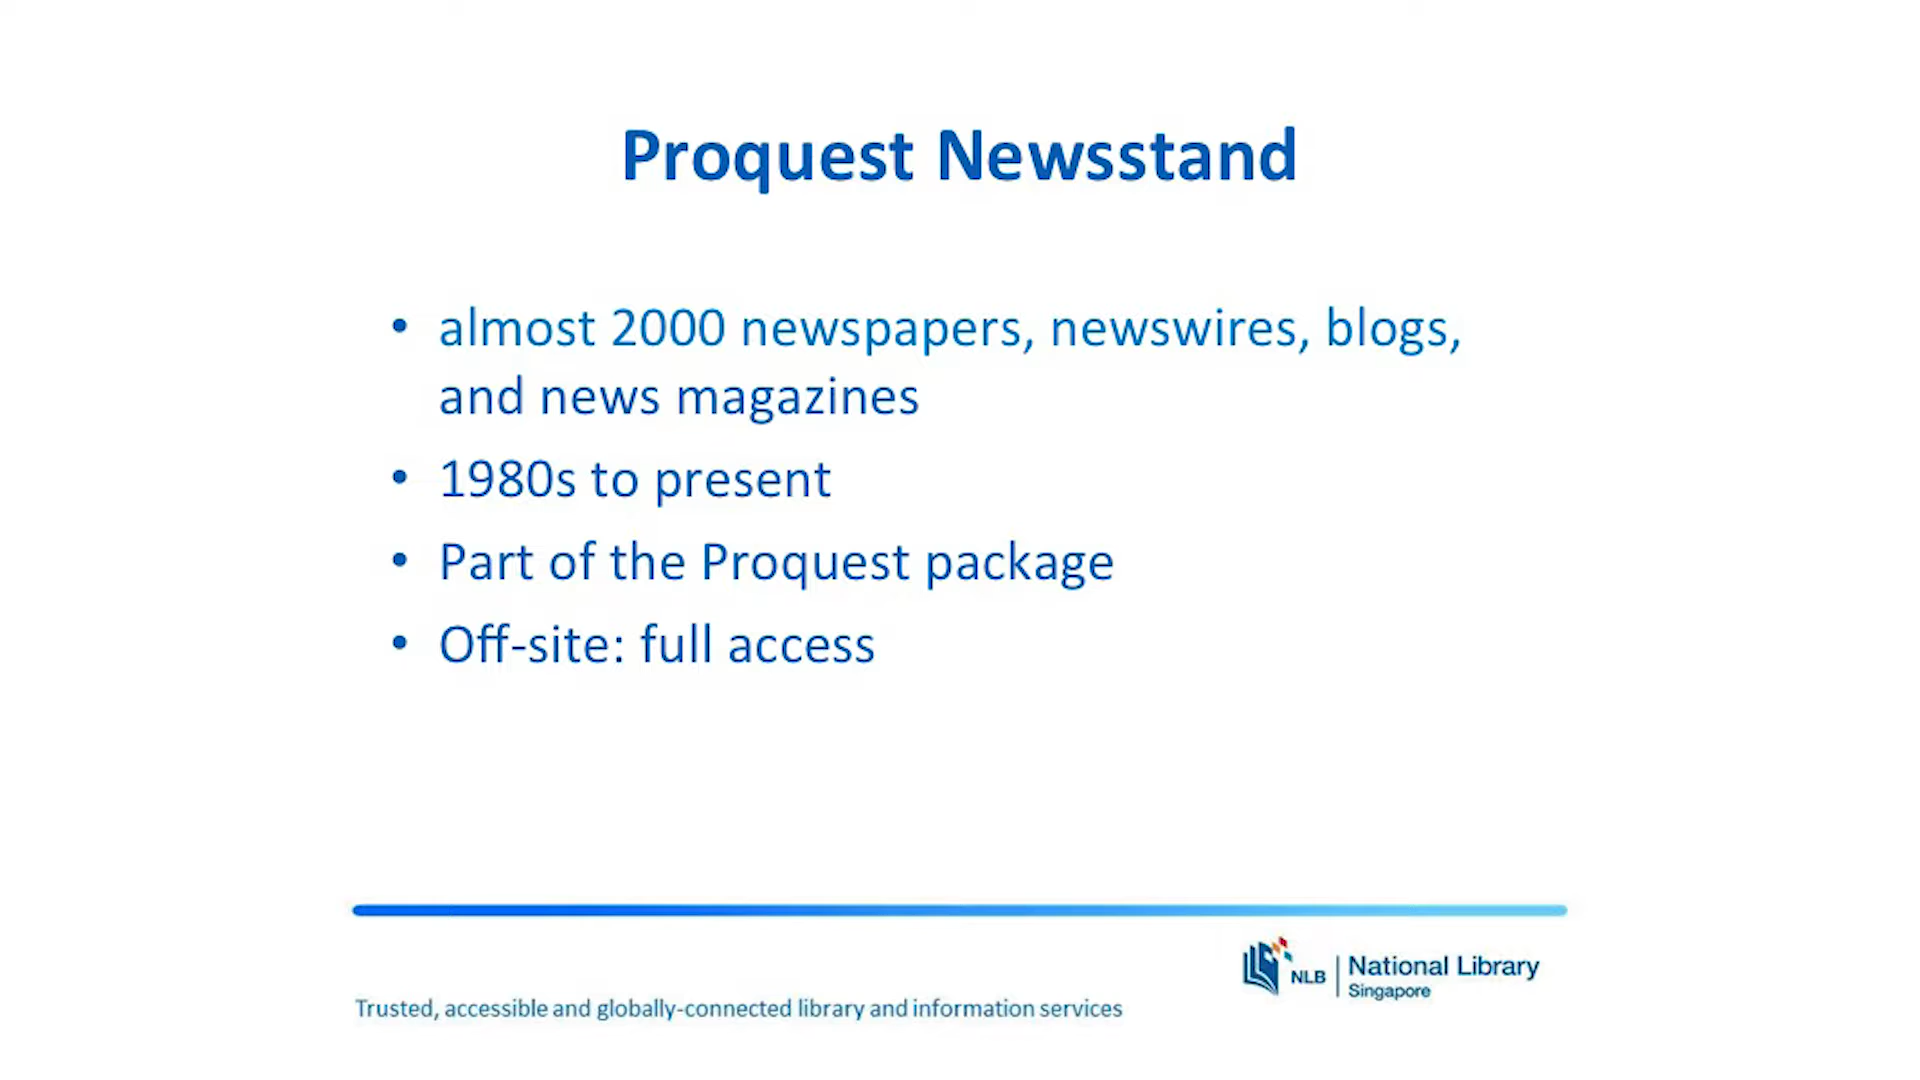 Proquest Newsstand
• almost 2000 newspapers, newswires, blogs,
and news magazines
• 1980s to present
• Part of the Proquest package
• Off-site: full access
NLB
National Library
Singapore
Trusted, accessible and globally-connected library and information services